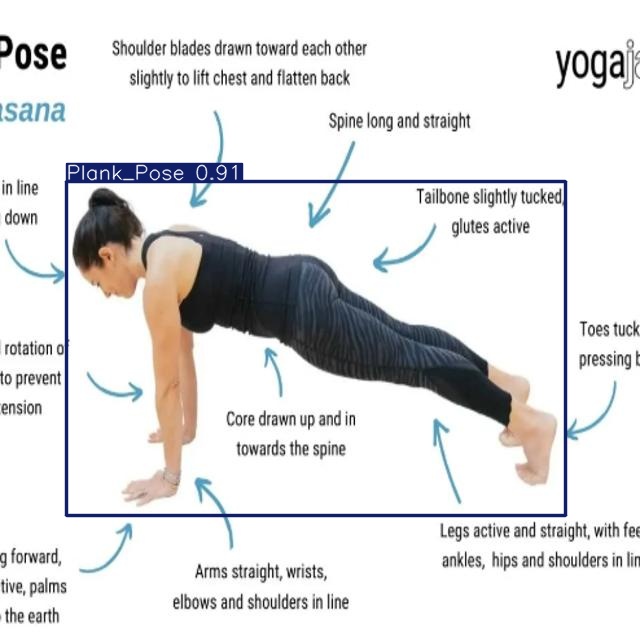 Pose
asana
Shoulder blades drawn toward each other
slightly to lift chest and flatten back
yogaja
Spine long and straight
Plank_Pose 0.91
in line
down
Tailbone slightly tucked,
glutes active
rotation of
to prevent
tension
Toes tuck
pressing b
Core drawn up and in
towards the spine
Legs active and straight, with fee
ankles, hips and shoulders in lin
g forward,
tive, palms
the earth
Arms straight, wrists,
elbows and shoulders in line